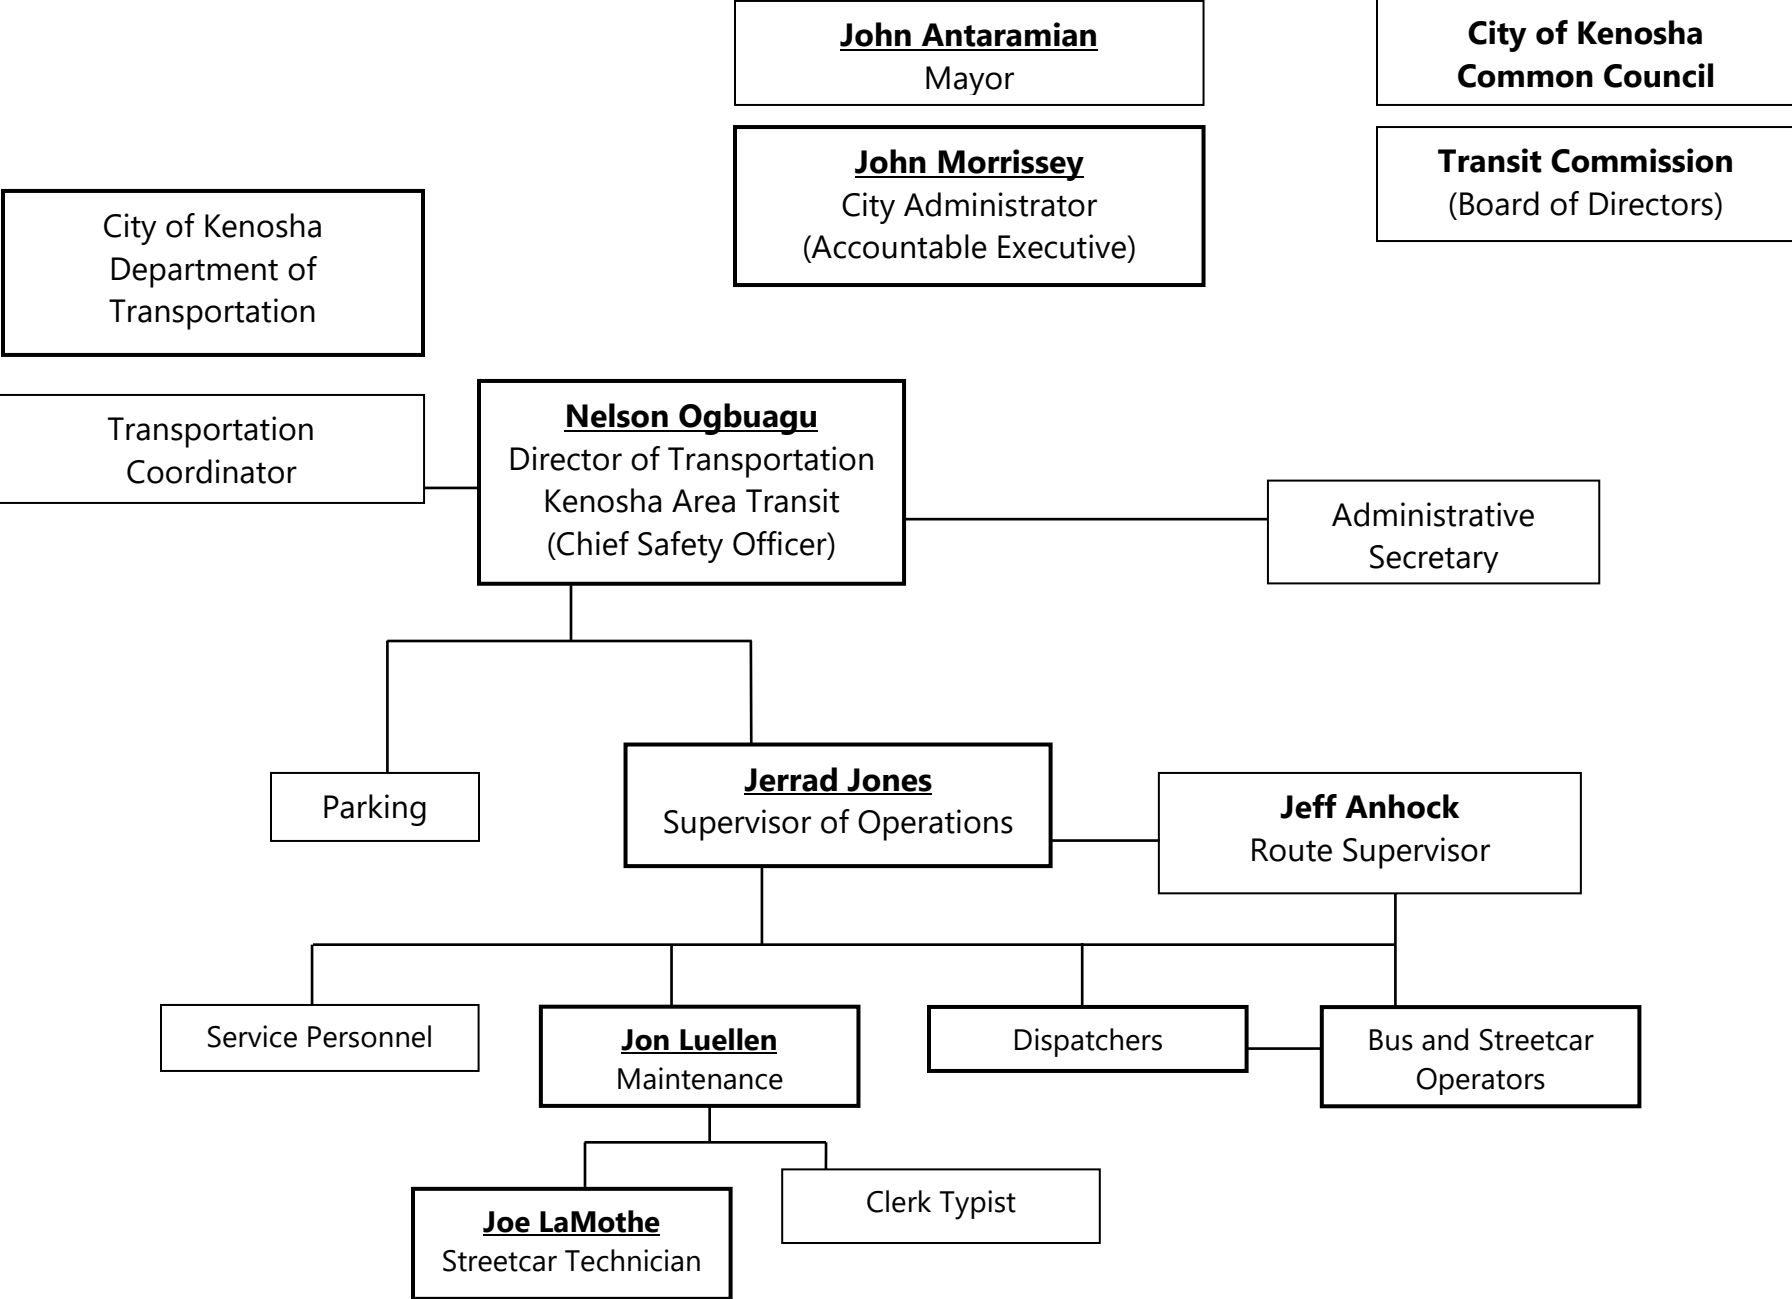 John Antaramian
Mayor
City of Kenosha
Common Council
John Morrissey
City Administrator
(Accountable Executive)
Transit Commission
(Board of Directors)
City of Kenosha
Department of
Transportation
Transportation
Coordinator
Nelson Ogbuagu
Director of Transportation
Kenosha Area Transit
(Chief Safety Officer)
Administrative
Secretary
Parking
Jerrad Jones
Supervisor of Operations
Jeff Anhock
Route Supervisor
Service Personnel
Jon Luellen
Maintenance
Dispatchers
Bus and Streetcar
Operators
Joe LaMothe
Streetcar Technician
Clerk Typist